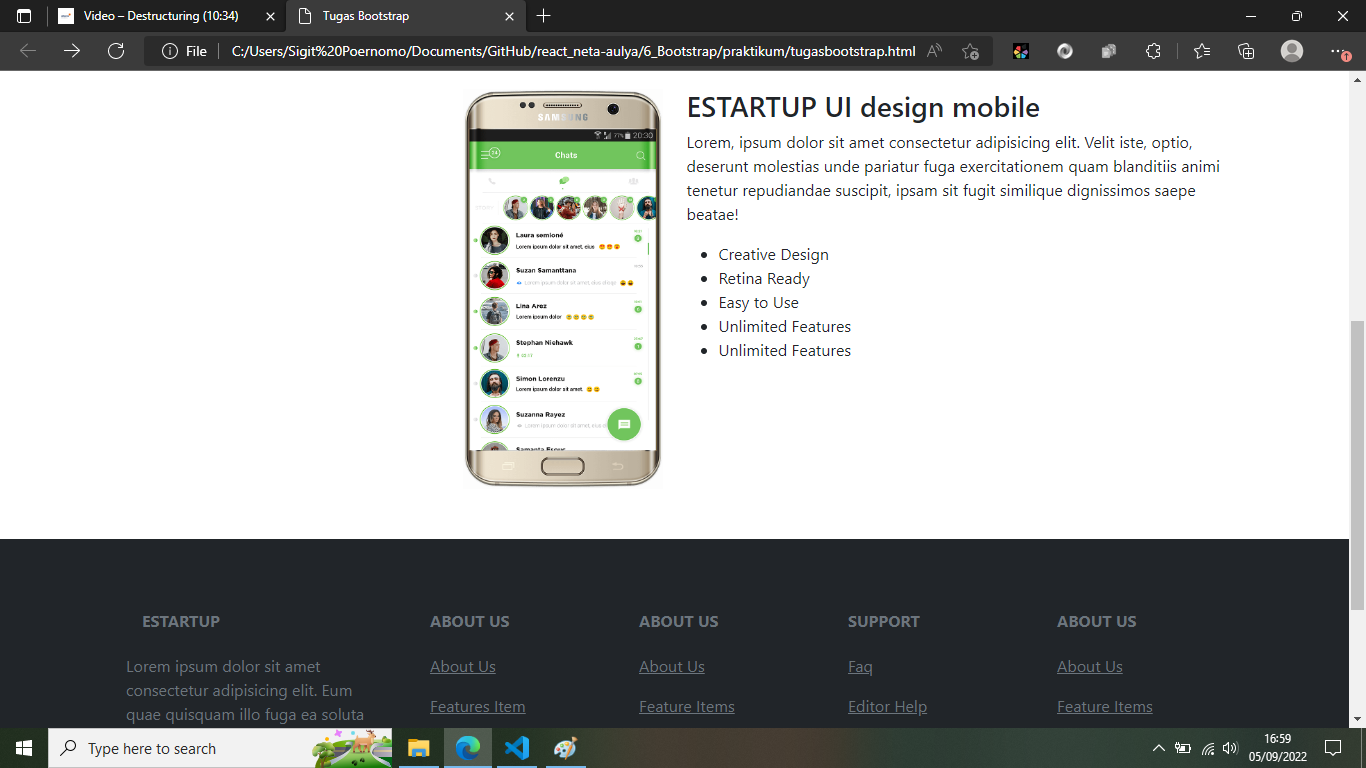 Video – Destructuring (10:34)
Tugas Bootstrap
File
C:/Users/Sigit%20Poernomo/Documents/GitHub/react_neta-aulya/6_Bootstrap/praktikum/tugasbootstrap.html
SAMSUNG
77% 20:30
Chats
Laura semioné
Lorem ipsum dolor sit amet, eius
Suzan Samanttana
Lorem ipsum dolor sit amet, duis
Lina Arez
Lorem ipsum dolor
Stephan Niehawk
Simon Lorenzu
Lorem ipsum dolor sit amet.
Suzanna Rayez
Lorem ipsum dolor sit amet, eius
ESTARTUP UI design mobile
Lorem, ipsum dolor sit amet consectetur adipisicing elit. Velit iste, optio,
deserunt molestias unde pariatur fuga exercitationem quam blanditiis animi
tenetur repudiandae suscipit, ipsam sit fugit similique dignissimos saepe
beatae!
Creative Design
Retina Ready
Easy to Use
Unlimited Features
Unlimited Features
ESTARTUP
Lorem ipsum dolor sit amet
consectetur adipisicing elit. Eum
quae quisquam illo fuga ea soluta
ABOUT US
About Us
Features Item
ABOUT US
About Us
Feature Items
SUPPORT
Faq
Editor Help
ABOUT US
About Us
Feature Items
Type here to search
16:59
05/09/2022